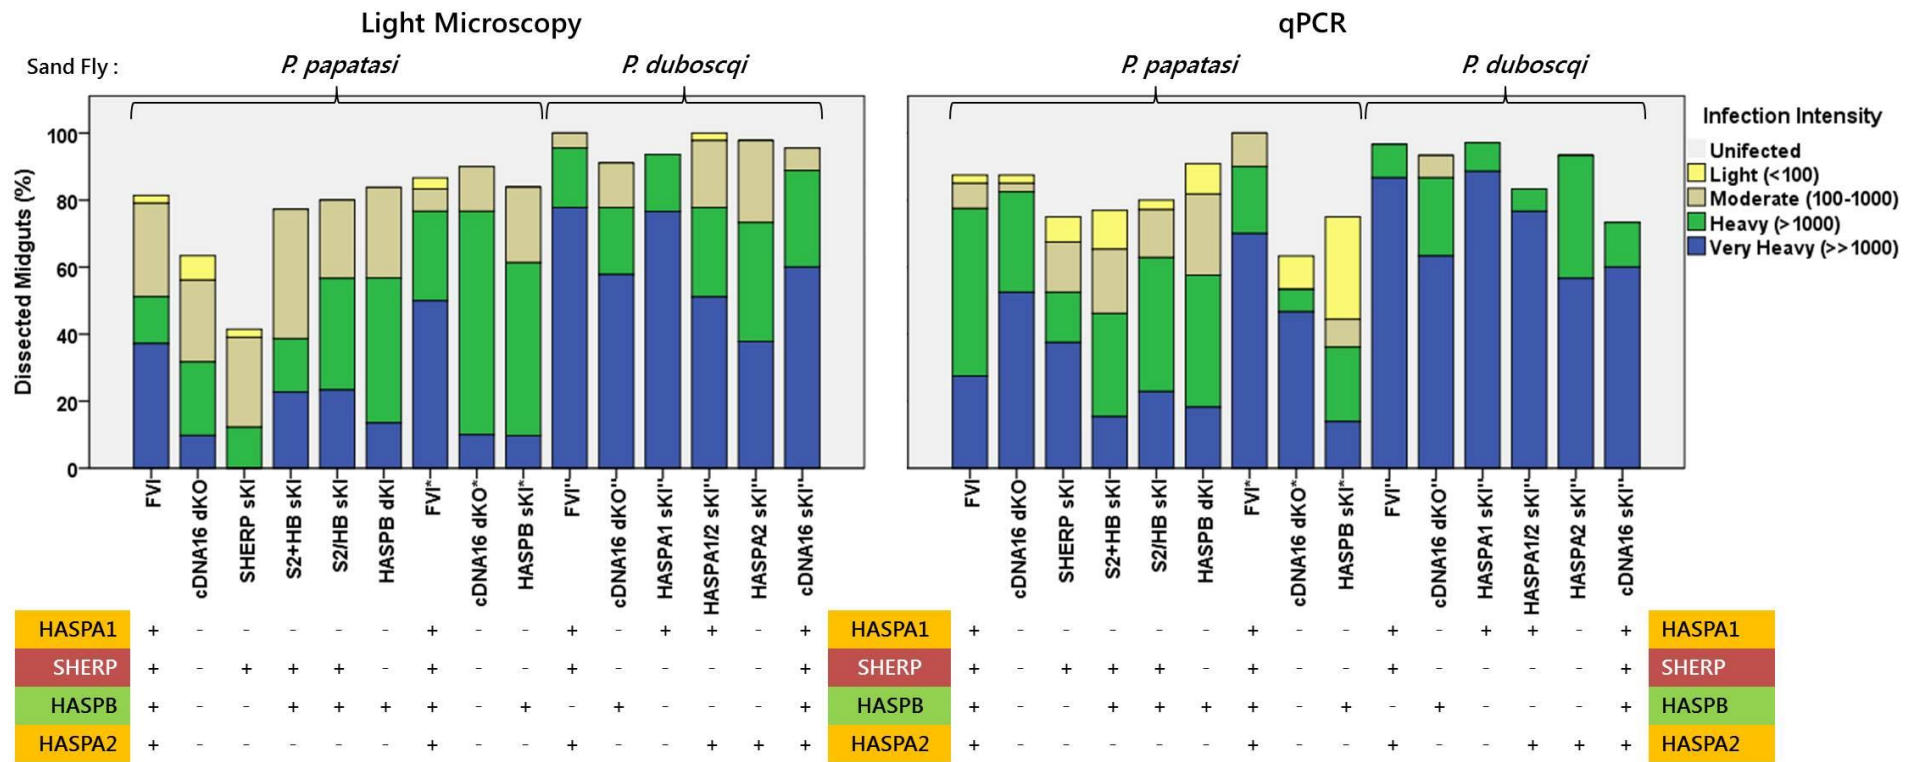 Light Microscopy
qPCR
Sand Fly :
P. papatasi
P. duboscqi
P. papatasi
P. duboscqi
Dissected Midguts (%)
100
80
60
40
20
0
Infection Intensity
Unifected
Light (<100)
Moderate (100-1000)
Heavy (>1000)
Very Heavy (>>1000)
FVI
cDNA16 dKO
SHERP sKI
S2+HB sKI
S2/HB sKI
HASPB dKI
FVI*
cDNA16 dKO*
HASPB sKI*
FVI"
cDNA16 dKO"
HASPA1 sKI"
HASPA1/2 sKI"
HASPA2 sKI"
cDNA16 sKI"
FVI
cDNA16 dKO
SHERP sKI
S2+HB sKI
S2/HB sKI
HASPB dKI
FVI*
cDNA16 dKO*
HASPB sKI*
FVI"
cDNA16 dKO"
HASPA1 sKI"
HASPA1/2 sKI"
HASPA2 sKI"
cDNA16 sKI"
HASPA1 + - - - - - + - - + - + + - + HASPA1 + - - - - - + - - + - + + - + HASPA1
SHERP + - + + + - + - - + - - - - + SHERP + - + + + - + - - + - - - - + SHERP
HASPB + - - + + + + - + - + - - - + HASPB + - - + + + + - + - + - - - + HASPB
HASPA2 + - - - - - + - - + - - + + + HASPA2 + - - - - - + - - + - - + + + HASPA2